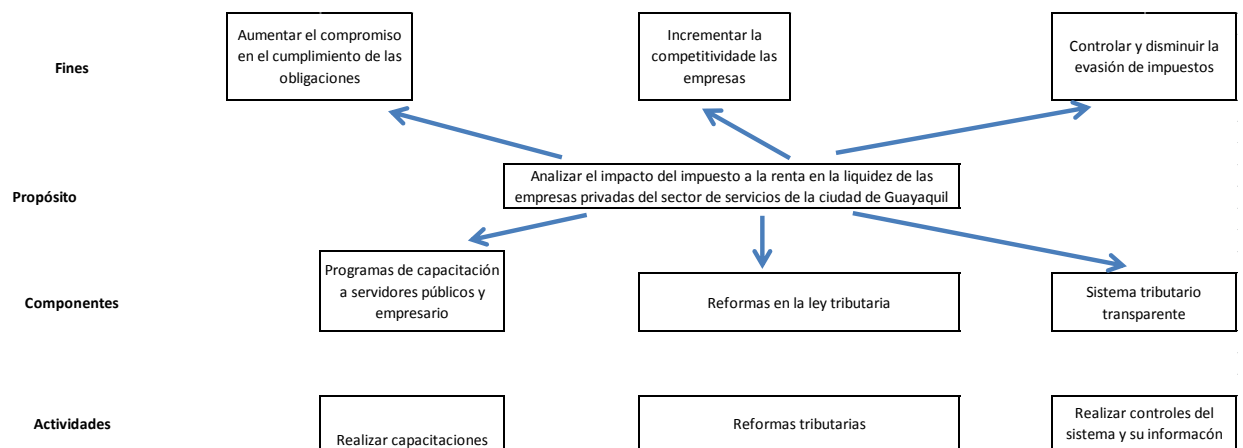 Fines
Aumentar el compromiso
en el cumplimiento de las
obligaciones
Incrementar la
competitividade las
empresas
Controlar y disminuir la
evasión de impuestos
Propósito
Analizar el impacto del impuesto a la renta en la liquidez de las
empresas privadas del sector de servicios de la ciudad de Guayaquil
Componentes
Programas de capacitación
a servidores públicos y
empresario
Reformas en la ley tributaria
Sistema tributario
transparente
Actividades
Realizar capacitaciones
Reformas tributarias
Realizar controles del
sistema y su informacón